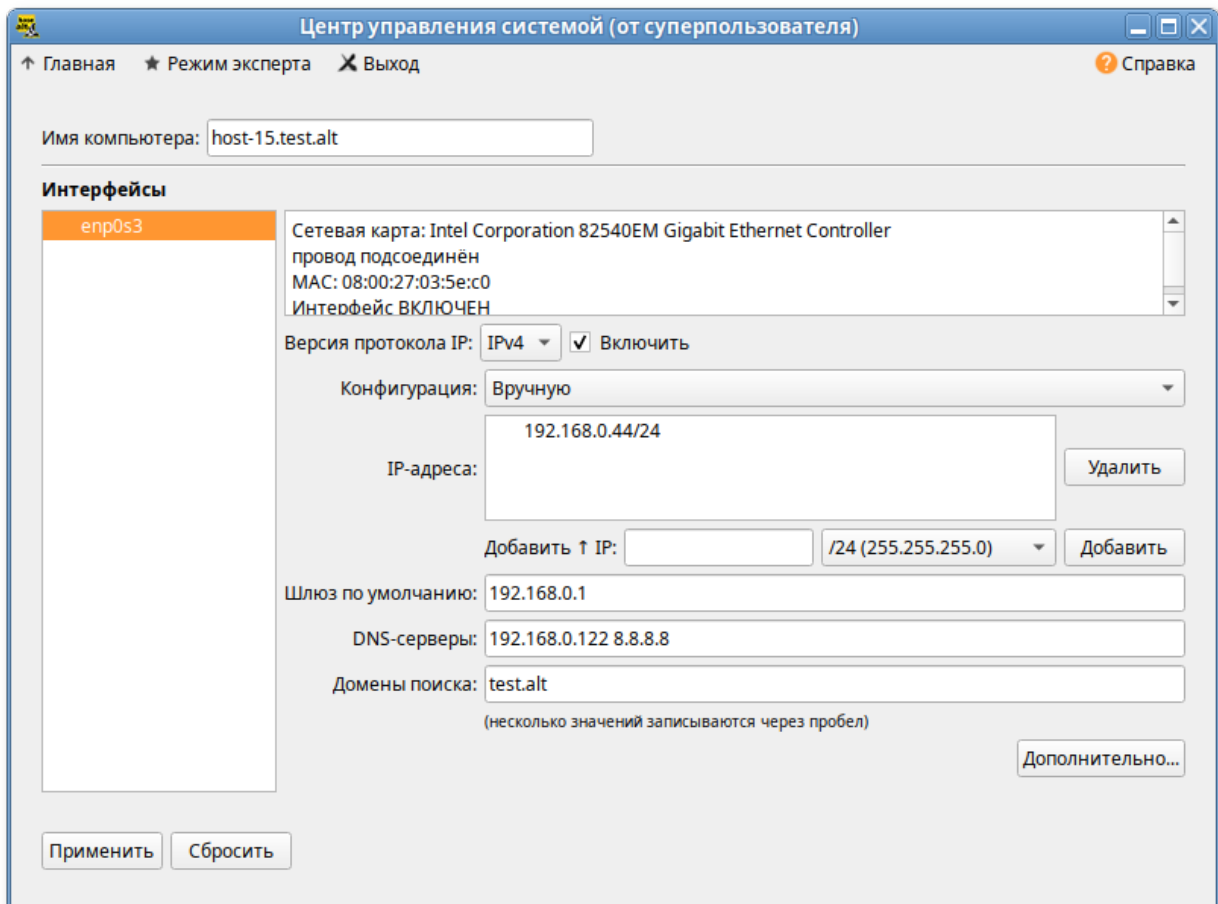 Центр управления системой (от суперпользователя)
Главная Режим эксперта Выход Справка
Имя компьютера: host-15.test.alt
Интерфейсы
enp0s3
Сетевая карта: Intel Corporation 82540EM Gigabit Ethernet Controller
провод подсоединён
MAC: 08:00:27:03:5e:c0
Интерфейс ВКЛЮЧЕН
Версия протокола IP: IPv4 Включить
Конфигурация: Вручную
IP-адреса: 192.168.0.44/24 Удалить
Добавить ↑ IP: /24 (255.255.255.0) Добавить
Шлюз по умолчанию: 192.168.0.1
DNS-серверы: 192.168.0.122 8.8.8.8
Домены поиска: test.alt
(несколько значений записываются через пробел)
Дополнительно...
Применить Сбросить